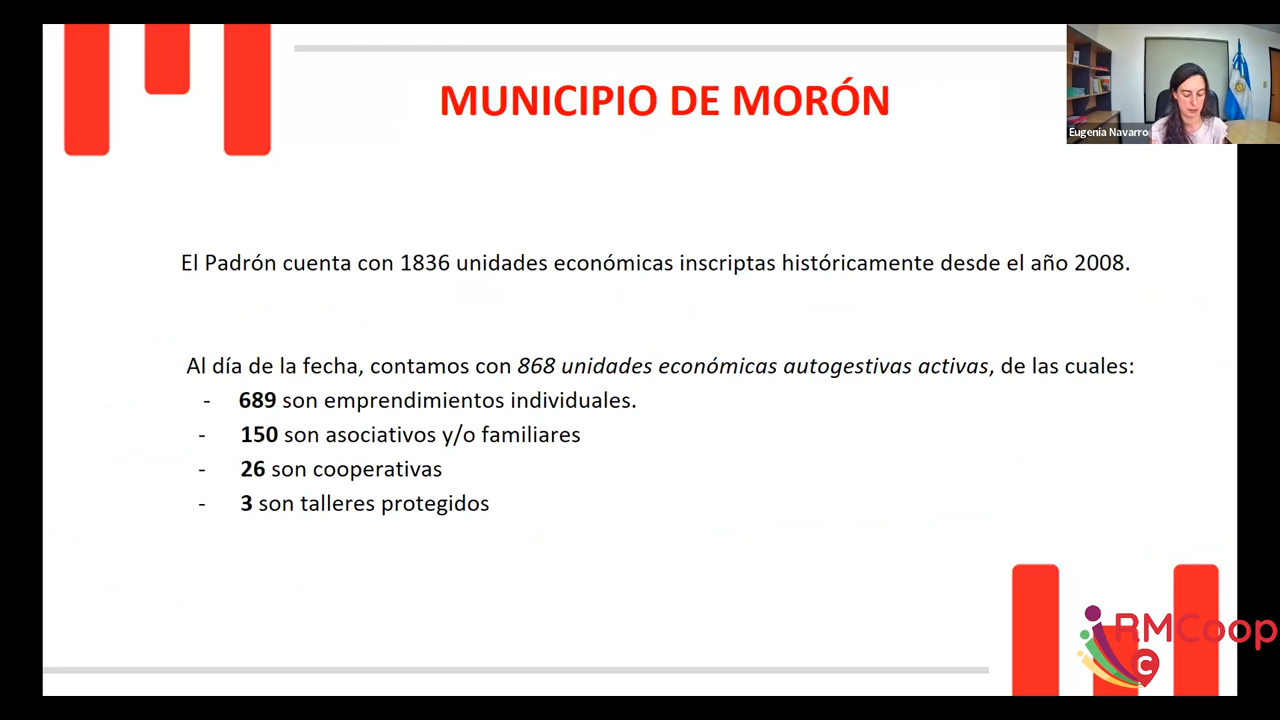 MUNICIPIO DE MORÓN
Eugenia Navarro
El Padrón cuenta con 1836 unidades económicas inscriptas históricamente desde el año 2008.
Al día de la fecha, contamos con 868 unidades económicas autogestivas activas, de las cuales:
- 689 son emprendimientos individuales.
- 150 son asociativos y/o familiares
- 26 son cooperativas
- 3 son talleres protegidos
RMCoop
C